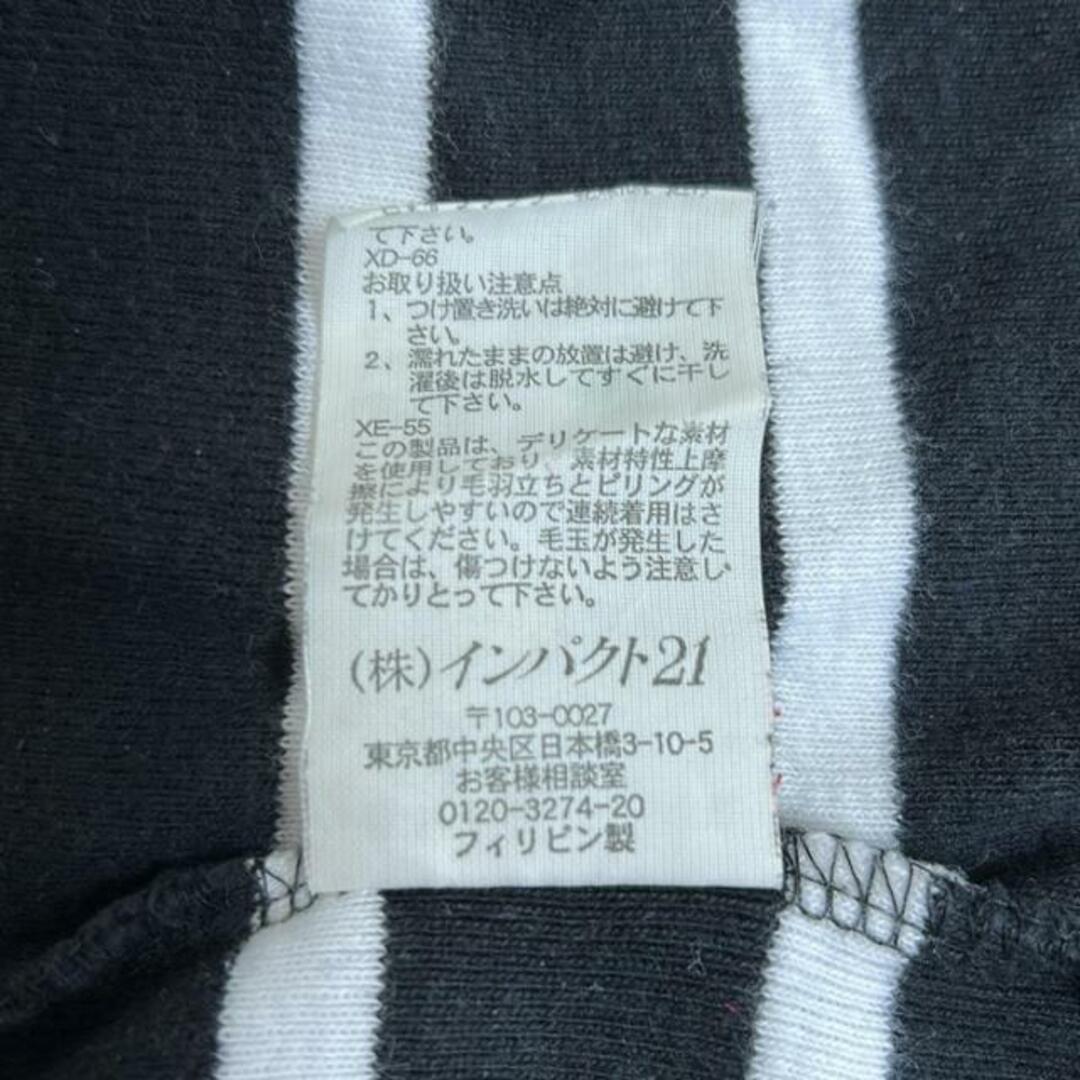 て下さい。
XD-66
お取り扱い注意点
1、つけ置き洗いは絶対に避けて下
さい。
2、濡れたままの放置は避け、洗
濯後は脱水してすぐに干し
て下さい。
XE-55
この製品は、デリケートな素材
を使用しており、素材特性上摩
擦により毛羽立ちとピリングが
発生しやすいので連続着用はさ
けてください。毛玉が発生した
場合は、傷つけないよう注意し
てかりとって下さい。
(株)インパクト21
〒103-0027
東京都中央区日本橋3-10-5
お客様相談室
0120-3274-20
フィリピン製